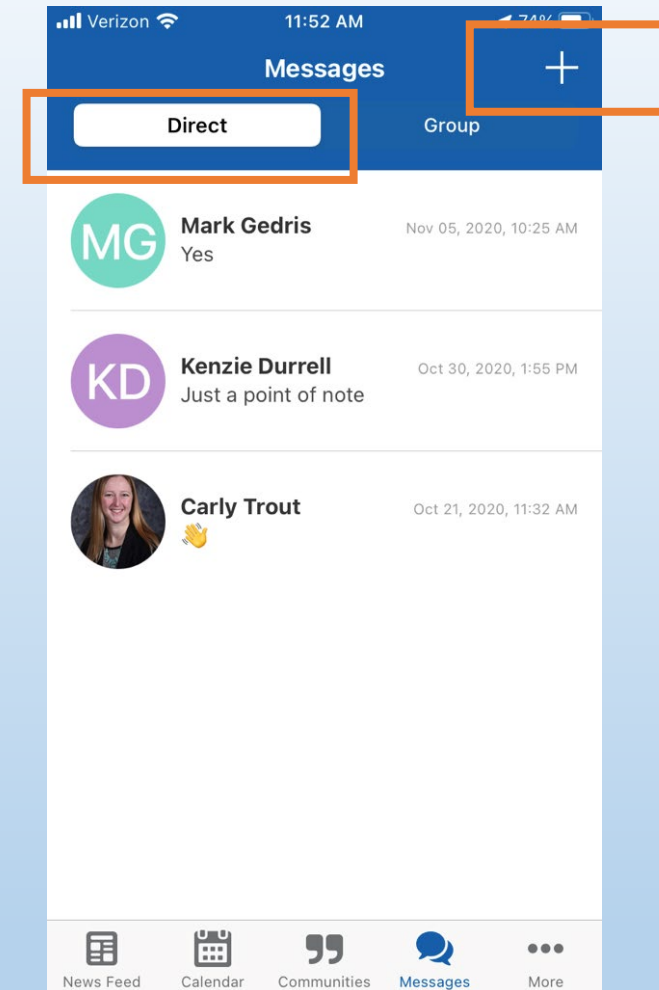 Verizon 11:52 AM 74%
Messages
Direct Group
MG Mark Gedris Nov 05, 2020, 10:25 AM
Yes
KD Kenzie Durrell Oct 30, 2020, 1:55 PM
Just a point of note
Carly Trout Oct 21, 2020, 11:32 AM
👋
News Feed Calendar Communities Messages More